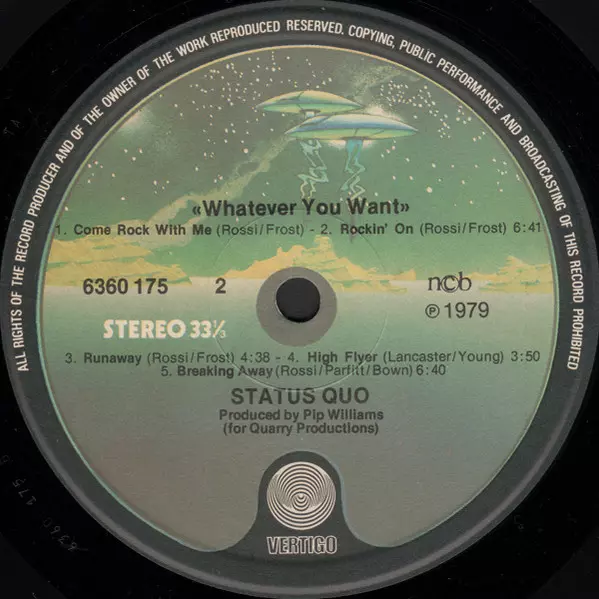 ALL RIGHTS OF THE RECORD PRODUCER AND OF THE OWNER OF THE WORK REPRODUCED RESERVED. COPYING, PUBLIC PERFORMANCE AND BROADCASTING OF THIS RECORD PROHIBITED
«Whatever You Want»
1. Come Rock With Me (Rossi/Frost) - 2. Rockin' On (Rossi/Frost) 6:41
6360 175 2 ncb
℗ 1979
STEREO 33⅓
3. Runaway (Rossi/Frost) 4:38 - 4. High Flyer (Lancaster/Young) 3:50
5. Breaking Away (Rossi/Parfitt/Bown) 6:40
STATUS QUO
Produced by Pip Williams
(for Quarry Productions)
VERTIGO